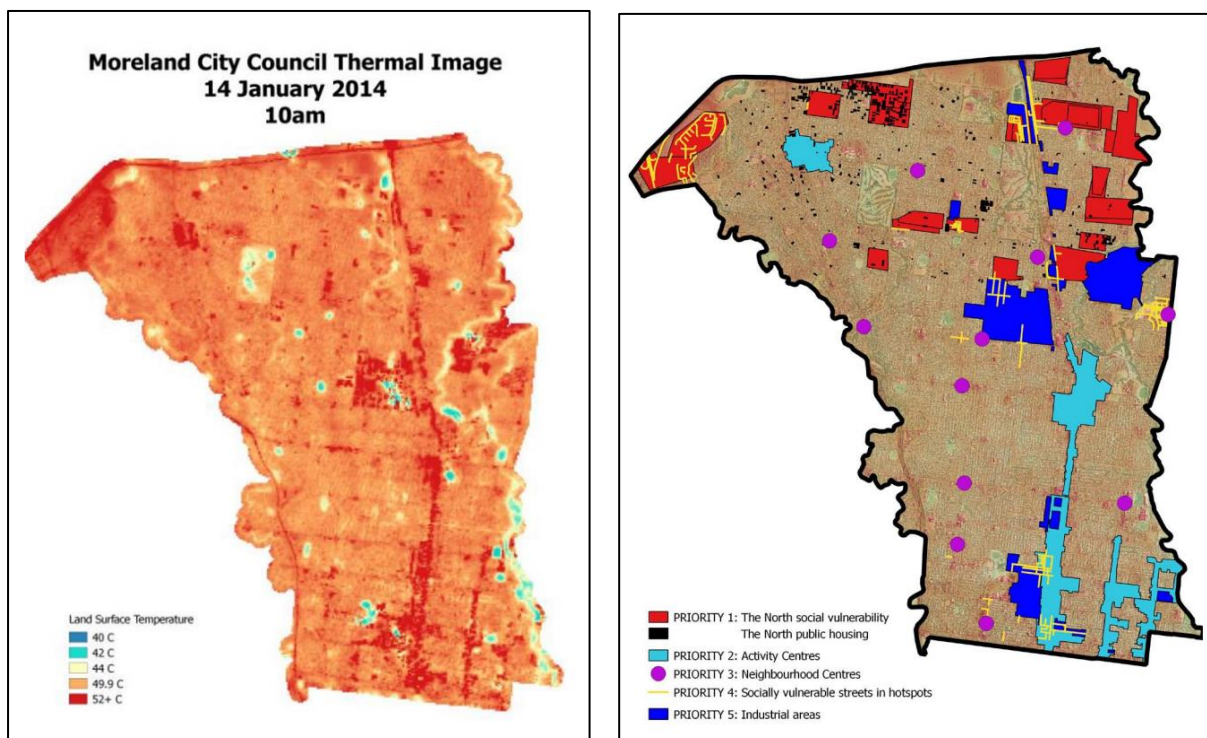 Moreland City Council Thermal Image
14 January 2014
10am
Land Surface Temperature
40 C
42 C
44 C
49.9 C
52+ C
PRIORITY 1: The North social vulnerability
The North public housing
PRIORITY 2: Activity Centres
PRIORITY 3: Neighbourhood Centres
PRIORITY 4: Socially vulnerable streets in hotspots
PRIORITY 5: Industrial areas